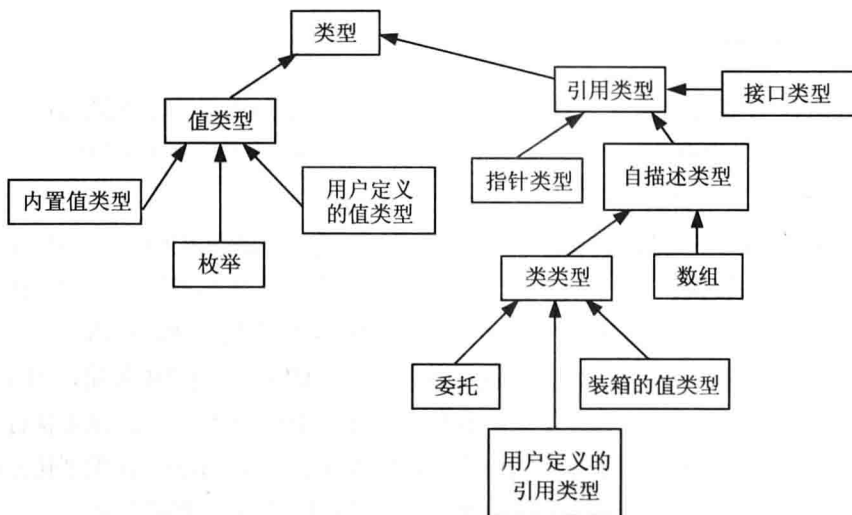 类型
引用类型
接口类型
值类型
指针类型
自描述类型
内置值类型
用户定义
的值类型
枚举
类类型
数组
委托
装箱的值类型
用户定义的
引用类型